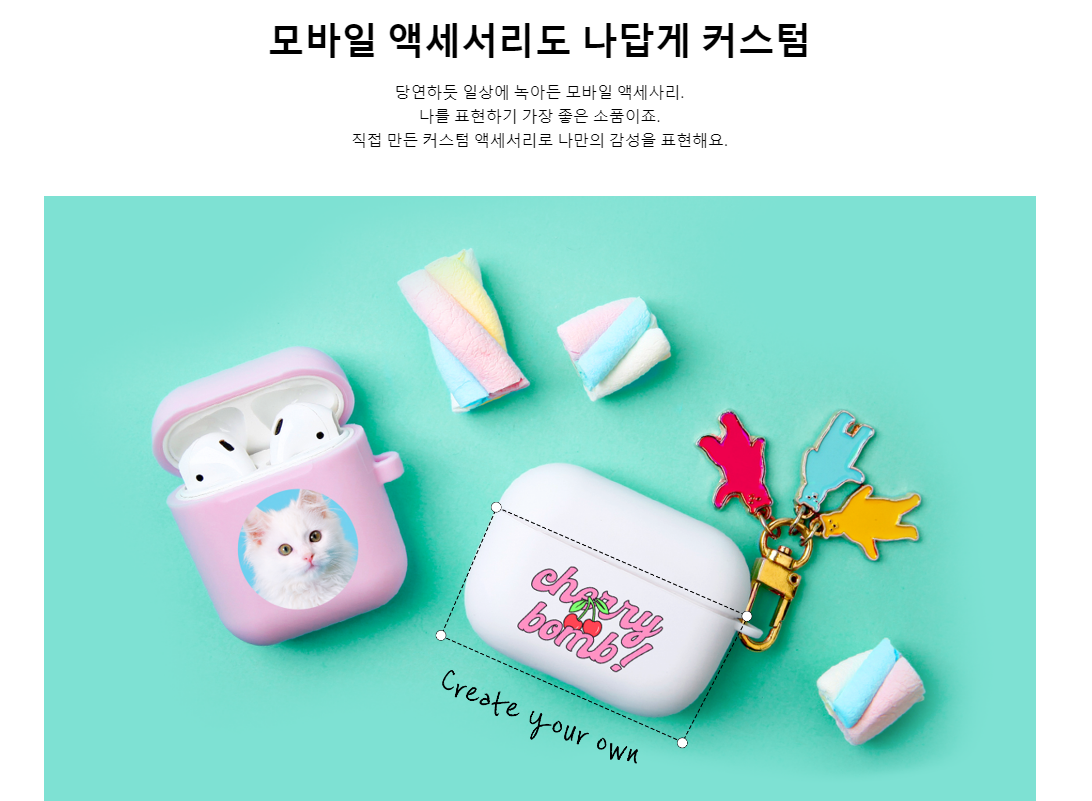 모바일 액세서리도 나답게 커스텀
당연하듯 일상에 녹아든 모바일 액세사리.
나를 표현하기 가장 좋은 소품이죠.
직접 만든 커스텀 액세서리로 나만의 감성을 표현해요.
cherry
bomb!
Create your own